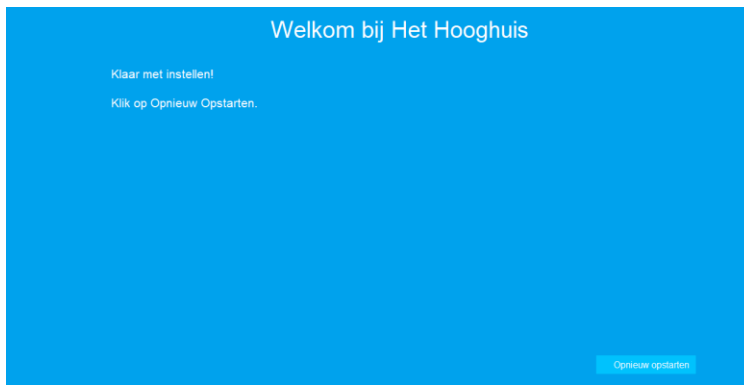 Welkom bij Het Hooghuis
Klaar met instellen!
Klik op Opnieuw Opstarten.
Opnieuw opstarten